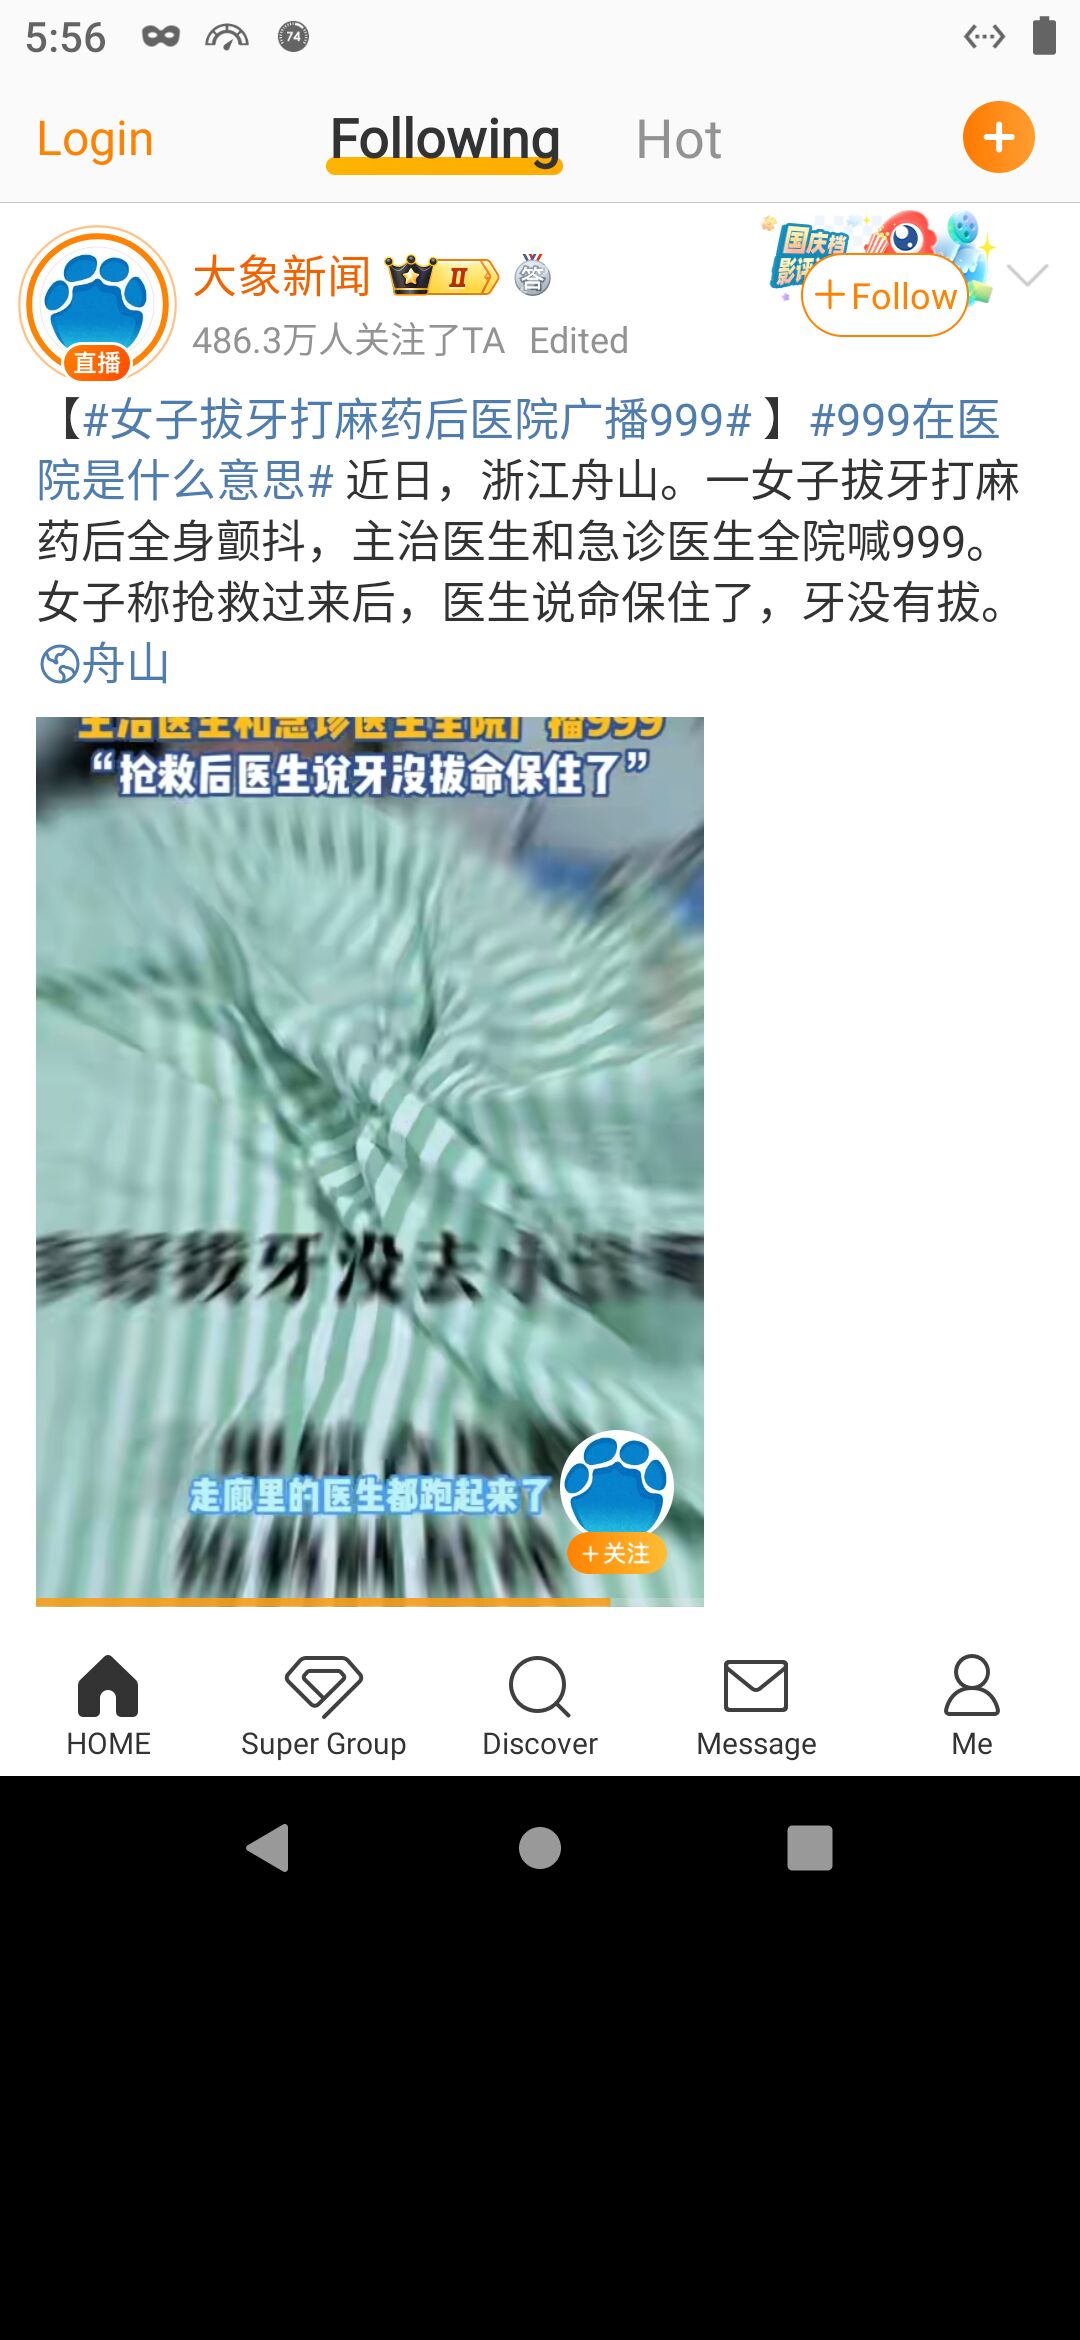 5:56
74
Login
Following
Hot
大象新闻
II
答
国庆档
影评
+Follow
486.3万人关注了TA Edited
直播
【#女子拔牙打麻药后医院广播999#】#999在医
院是什么意思# 近日，浙江舟山。一女子拔牙打麻
药后全身颤抖，主治医生和急诊医生全院喊999。
女子称抢救过来后，医生说命保住了，牙没有拔。
舟山
主治医生和急诊医生全院广播999
“抢救后医生说牙没拔命保住了”
牙没去
走廊里的医生都跑起来了
+关注
HOME
Super Group
Discover
Message
Me